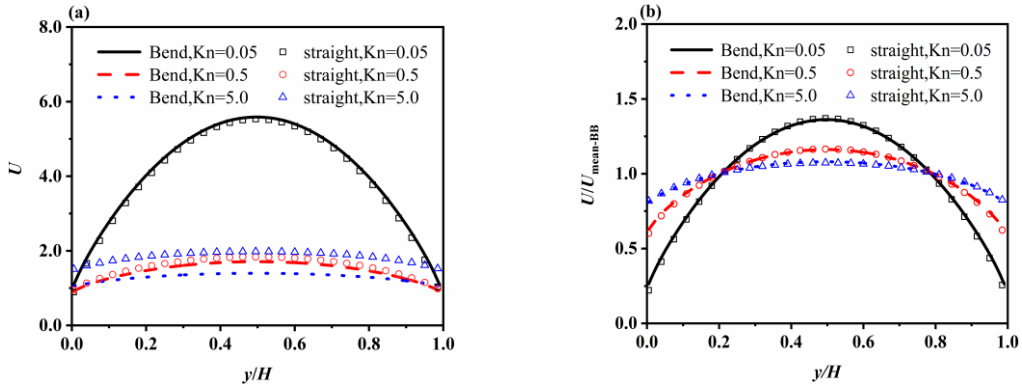 (a)
8.0
6.0
4.0
2.0
0.0
U
Bend,Kn=0.05
Bend,Kn=0.5
Bend,Kn=5.0
straight,Kn=0.05
straight,Kn=0.5
straight,Kn=5.0
0.0 0.2 0.4 0.6 0.8 1.0
y/H
(b)
2.0
1.5
1.0
0.5
0.0
U/Umean-BB
Bend,Kn=0.05
Bend,Kn=0.5
Bend,Kn=5.0
straight,Kn=0.05
straight,Kn=0.5
straight,Kn=5.0
0.0 0.2 0.4 0.6 0.8 1.0
y/H